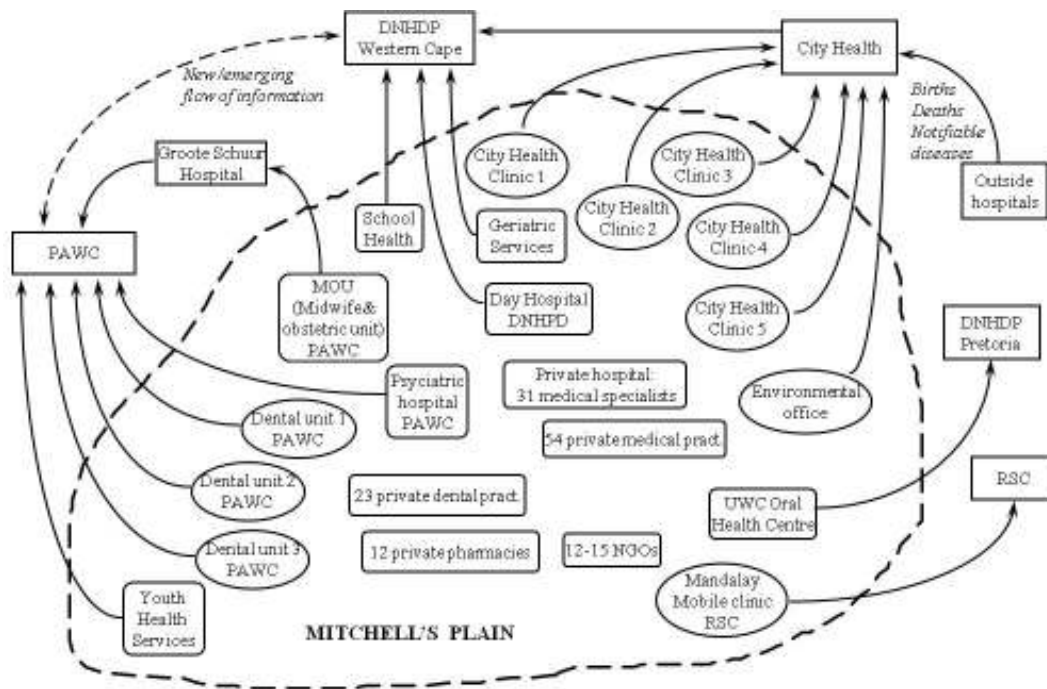 DNHDP
Western Cape
City Health
New/emerging
flow of information
Births
Deaths
Notifiable
diseases
Groote Schuur
Hospital
City Health
Clinic 1
City Health
Clinic 3
Outside
hospitals
School
Health
Geriatric
Services
City Health
Clinic 2
City Health
Clinic 4
PAWC
MOU
(Midwife &
obstetric unit)
PAWC
Day Hospital
DNHPD
City Health
Clinic 5
DNHDP
Pretoria
Psyciatric
hospital
PAWC
Private hospital:
31 medical specialists
Environmental
office
Dental unit 1
PAWC
54 private medical pract.
Dental unit 2
PAWC
23 private dental pract.
UWC Oral
Health Centre
RSC
Dental unit 3
PAWC
12 private pharmacies
12-15 NGOs
Mandalay
Mobile clinic
RSC
Youth
Health
Services
MITCHELL'S PLAIN